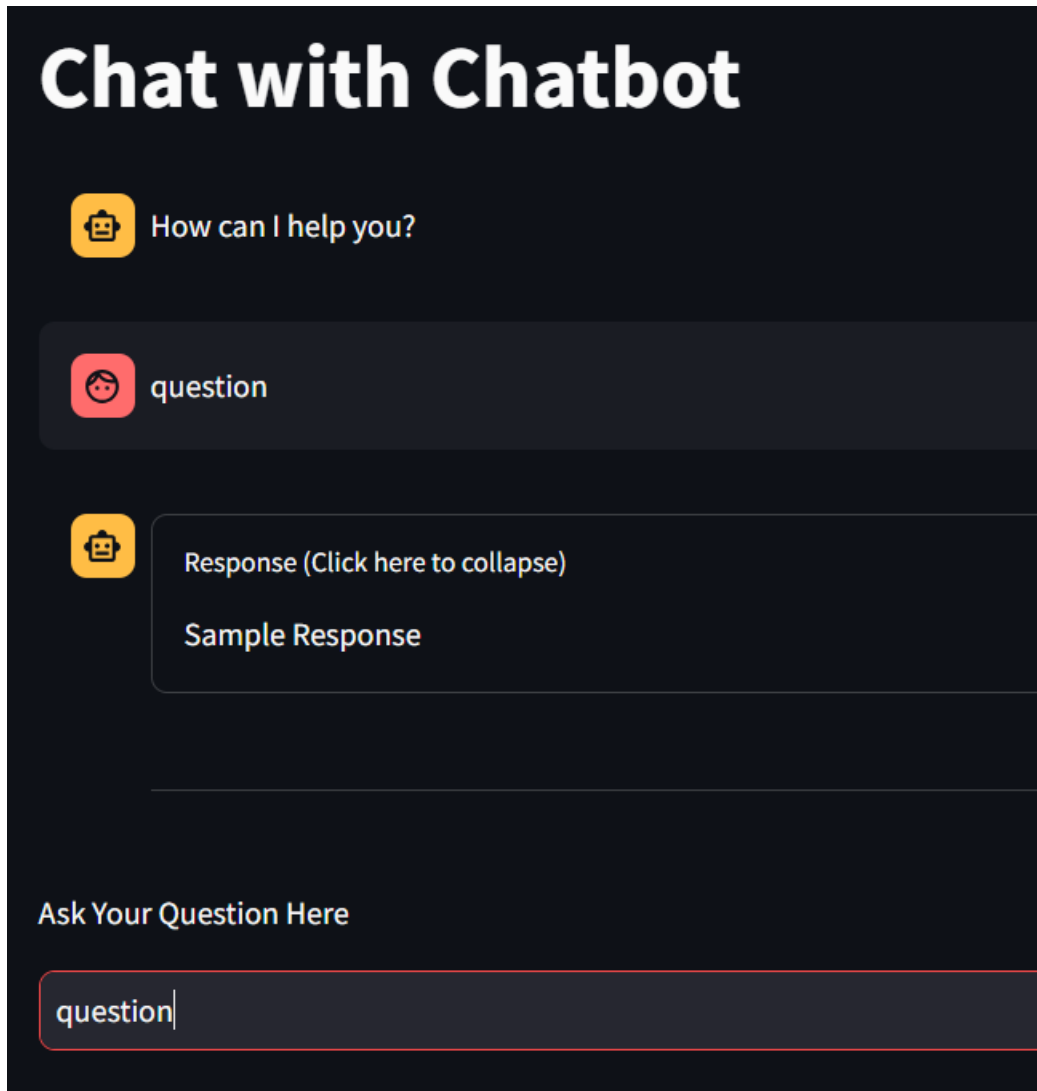 Chat with Chatbot
How can I help you?
question
Response (Click here to collapse)
Sample Response
Ask Your Question Here
question